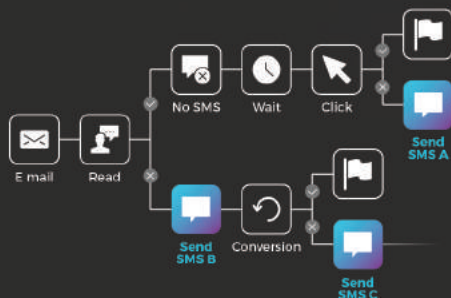 No SMS
Wait
Click
Send
SMS A
E mail
Read
Send
SMS B
Conversion
Send
SMS C